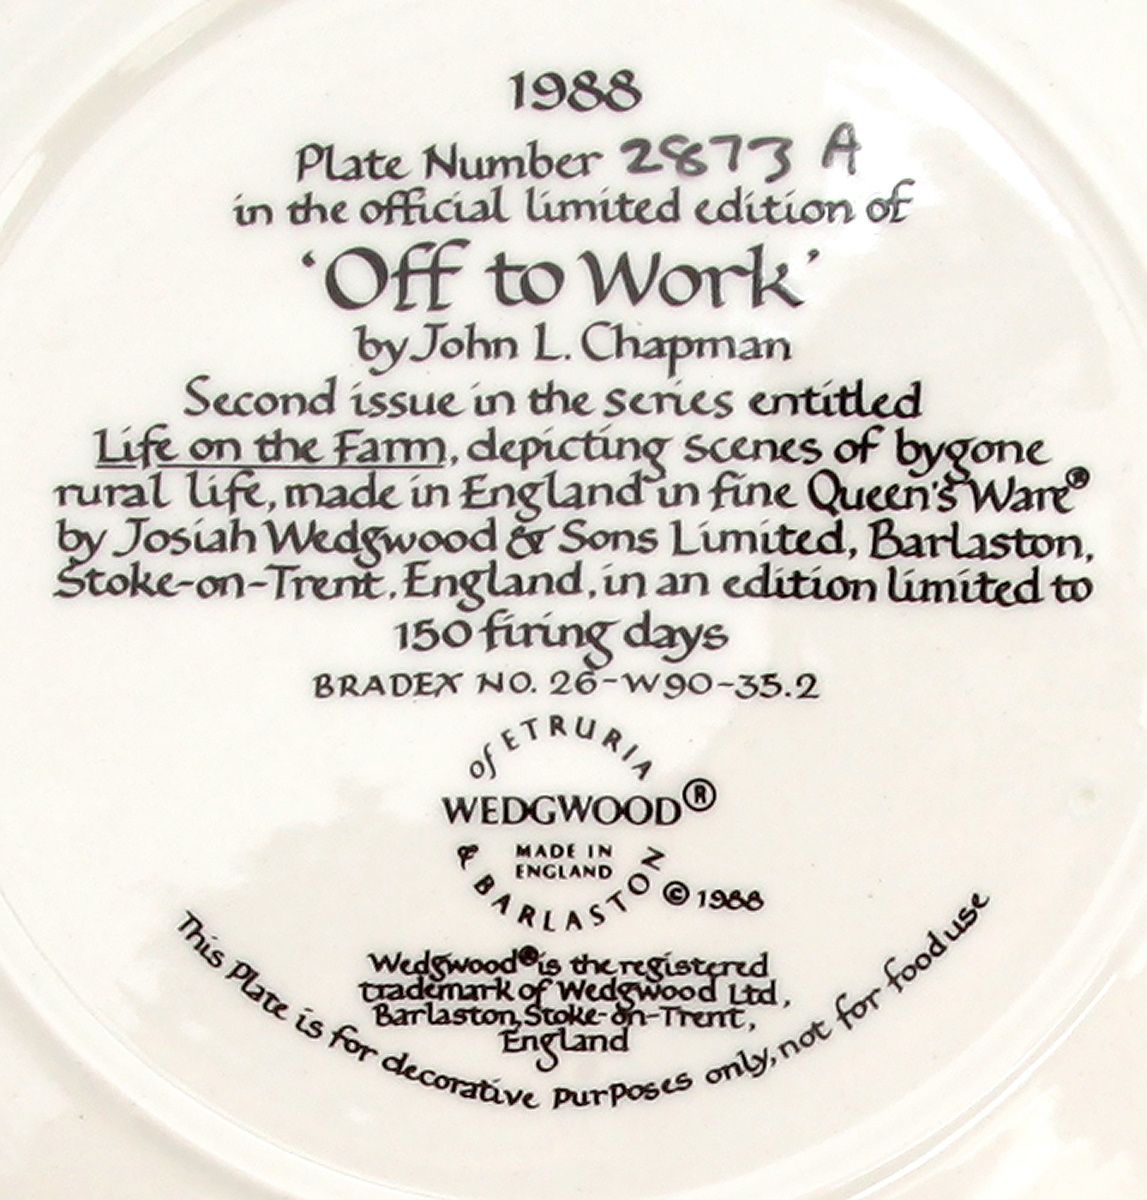 1988
Plate Number 2873 A
in the official limited edition of
'Off to Work'
by John L. Chapman
Second issue in the series entitled
Life on the Farm, depicting scenes of bygone
rural life, made in England in fine Queen's Ware®
by Josiah Wedgwood & Sons Limited, Barlaston,
Stoke-on-Trent, England, in an edition limited to
150 firing days
BRADEX NO. 26-W90-35.2
of ETRURIA
WEDGWOOD®
MADE IN
ENGLAND
& BARLASTON
© 1988
Wedgwood® is the registered
trademark of Wedgwood Ltd,
Barlaston, Stoke-on-Trent,
England
This Plate is for decorative purposes only, not for food use